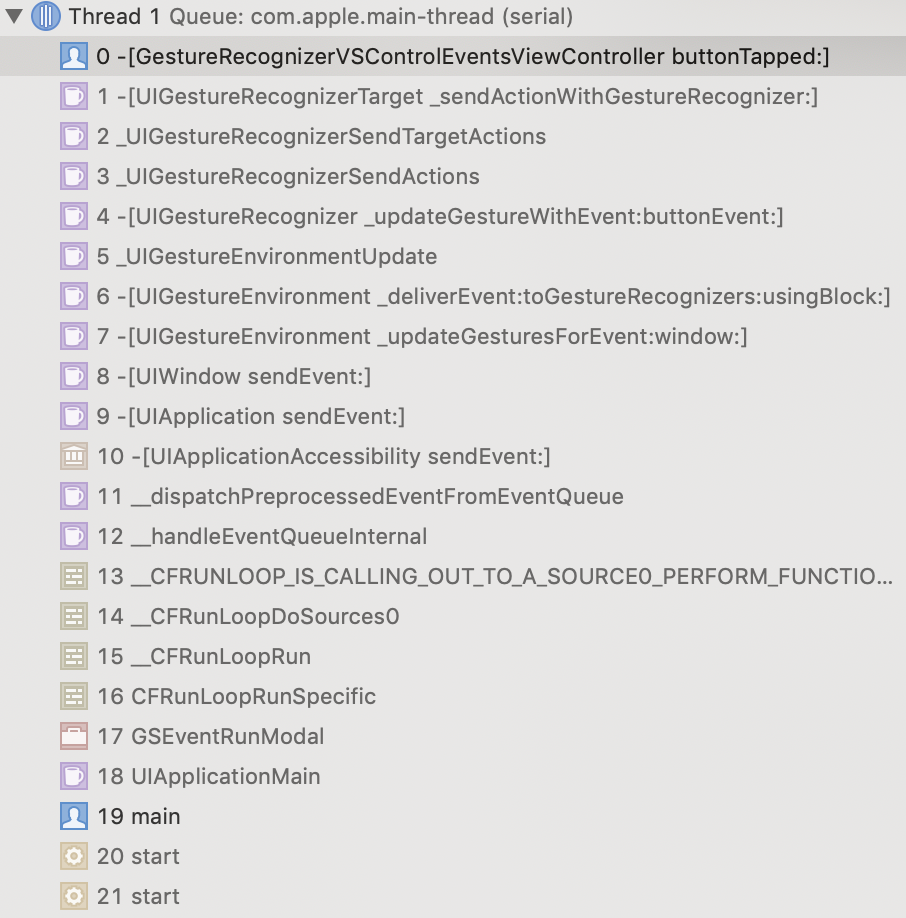 Thread 1 Queue: com.apple.main-thread (serial)
0 -[GestureRecognizerVSControlEventsViewController buttonTapped:]
1 -[UIGestureRecognizerTarget _sendActionWithGestureRecognizer:]
2 _UIGestureRecognizerSendTargetActions
3 _UIGestureRecognizerSendActions
4 -[UIGestureRecognizer _updateGestureWithEvent:buttonEvent:]
5 _UIGestureEnvironmentUpdate
6 -[UIGestureEnvironment _deliverEvent:toGestureRecognizers:usingBlock:]
7 -[UIGestureEnvironment _updateGesturesForEvent:window:]
8 -[UIWindow sendEvent:]
9 -[UIApplication sendEvent:]
10 -[UIApplicationAccessibility sendEvent:]
11 __dispatchPreprocessedEventFromEventQueue
12 __handleEventQueueInternal
13 __CFRUNLOOP_IS_CALLING_OUT_TO_A_SOURCE0_PERFORM_FUNCTIO...
14 __CFRunLoopDoSources0
15 __CFRunLoopRun
16 CFRunLoopRunSpecific
17 GSEventRunModal
18 UIApplicationMain
19 main
20 start
21 start